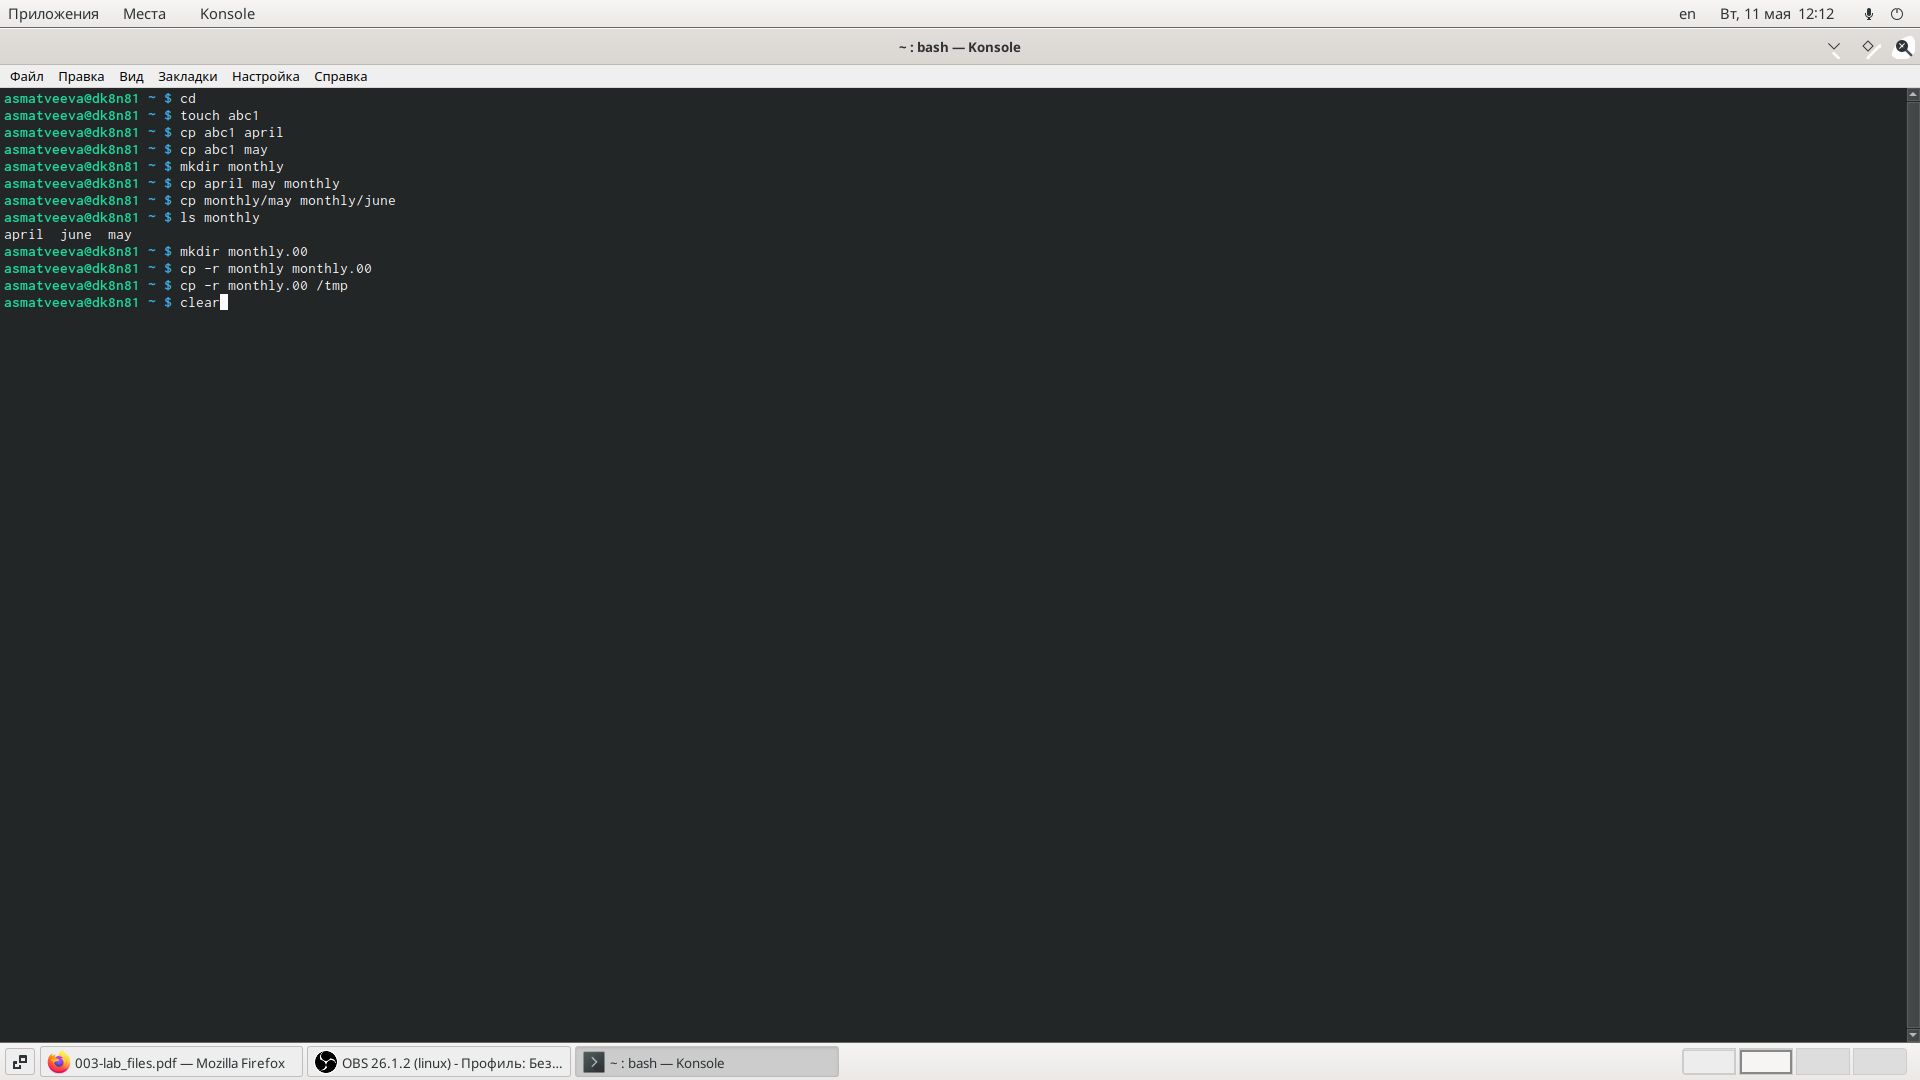 Приложения Места Konsole en Вт, 11 мая 12:12
~ : bash — Konsole
Файл Правка Вид Закладки Настройка Справка
asmatveeva@dk8n81 ~ $ cd
asmatveeva@dk8n81 ~ $ touch abc1
asmatveeva@dk8n81 ~ $ cp abc1 april
asmatveeva@dk8n81 ~ $ cp abc1 may
asmatveeva@dk8n81 ~ $ mkdir monthly
asmatveeva@dk8n81 ~ $ cp april may monthly
asmatveeva@dk8n81 ~ $ cp monthly/may monthly/june
asmatveeva@dk8n81 ~ $ ls monthly
april  june  may
asmatveeva@dk8n81 ~ $ mkdir monthly.00
asmatveeva@dk8n81 ~ $ cp -r monthly monthly.00
asmatveeva@dk8n81 ~ $ cp -r monthly.00 /tmp
asmatveeva@dk8n81 ~ $ clear
003-lab_files.pdf — Mozilla Firefox OBS 26.1.2 (linux) - Профиль: Без... ~ : bash — Konsole